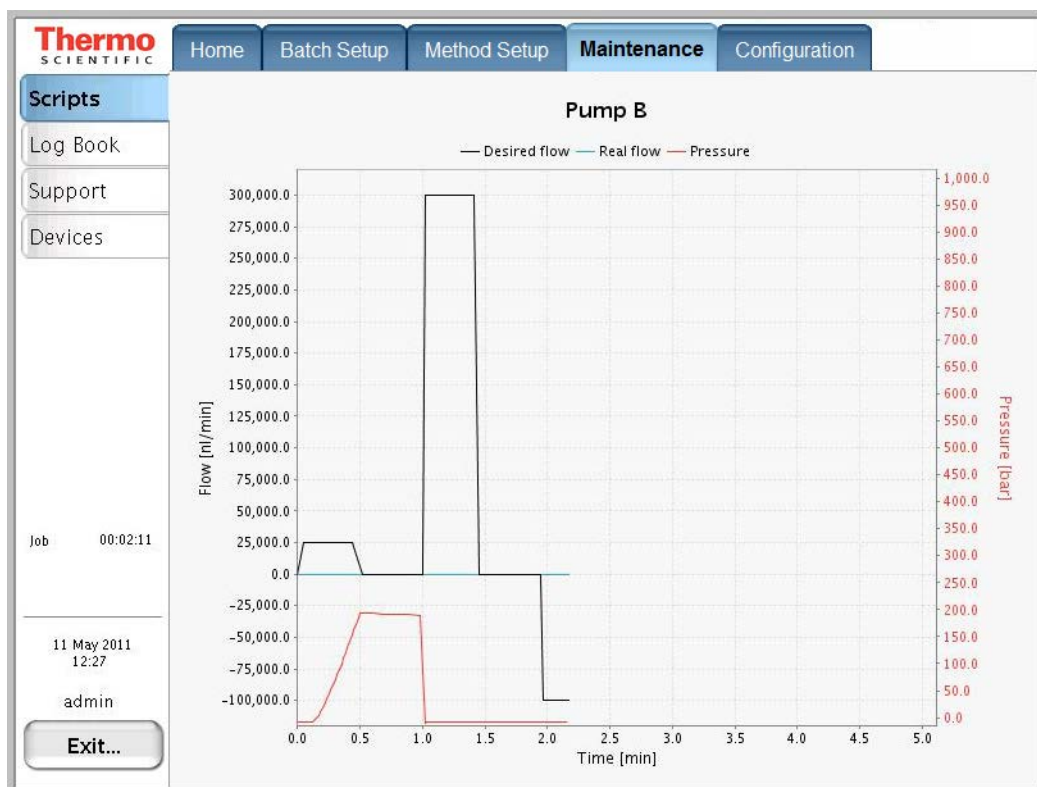 Thermo
SCIENTIFIC
Home
Batch Setup
Method Setup
Maintenance
Configuration
Scripts
Log Book
Support
Devices
Job 00:02:11
11 May 2011
12:27
admin
Exit...
Pump B
Desired flow
Real flow
Pressure
Flow [nl/min]
300,000.0
275,000.0
250,000.0
225,000.0
200,000.0
175,000.0
150,000.0
125,000.0
100,000.0
75,000.0
50,000.0
25,000.0
0.0
-25,000.0
-50,000.0
-75,000.0
-100,000.0
1,000.0
950.0
900.0
850.0
800.0
750.0
700.0
650.0
600.0
550.0
500.0
450.0
400.0
350.0
300.0
250.0
200.0
150.0
100.0
50.0
0.0
Pressure [bar]
0.0 0.5 1.0 1.5 2.0 2.5 3.0 3.5 4.0 4.5 5.0
Time [min]